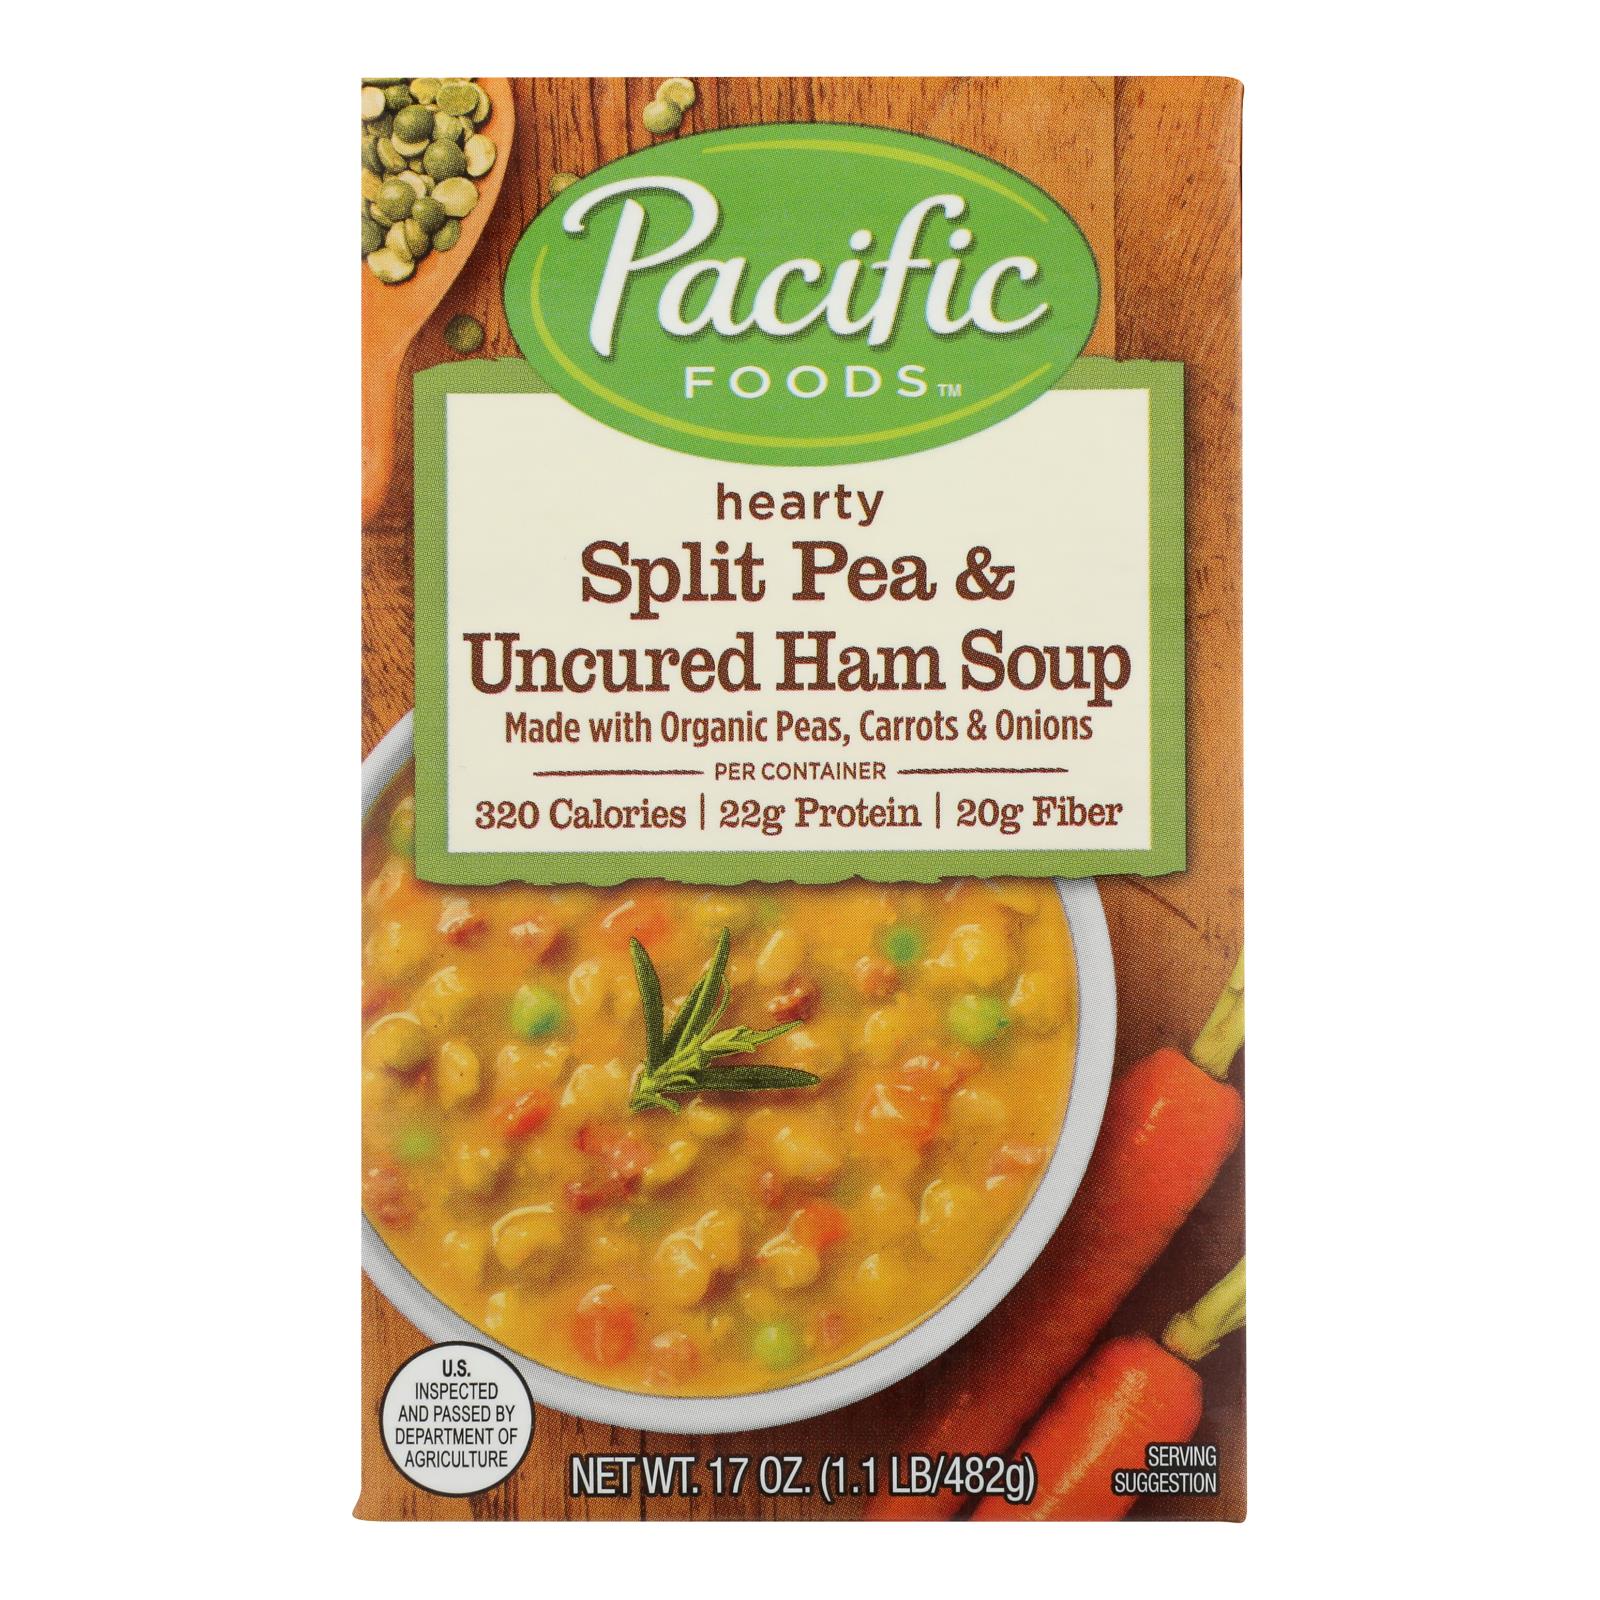 Pacific
FOODS™
hearty
Split Pea &
Uncured Ham Soup
Made with Organic Peas, Carrots & Onions
PER CONTAINER
320 Calories | 22g Protein | 20g Fiber
U.S.
INSPECTED
AND PASSED BY
DEPARTMENT OF
AGRICULTURE
NET WT. 17 OZ. (1.1 LB/482g)
SERVING
SUGGESTION